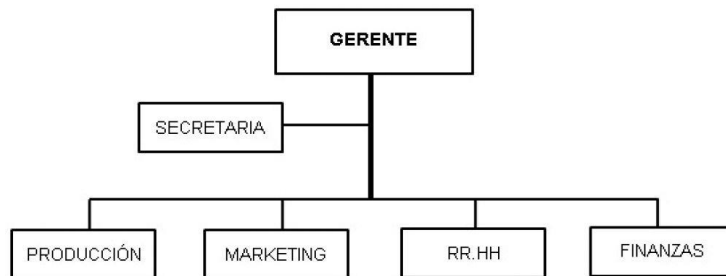 GERENTE
SECRETARIA
PRODUCCIÓN
MARKETING
RR.HH
FINANZAS